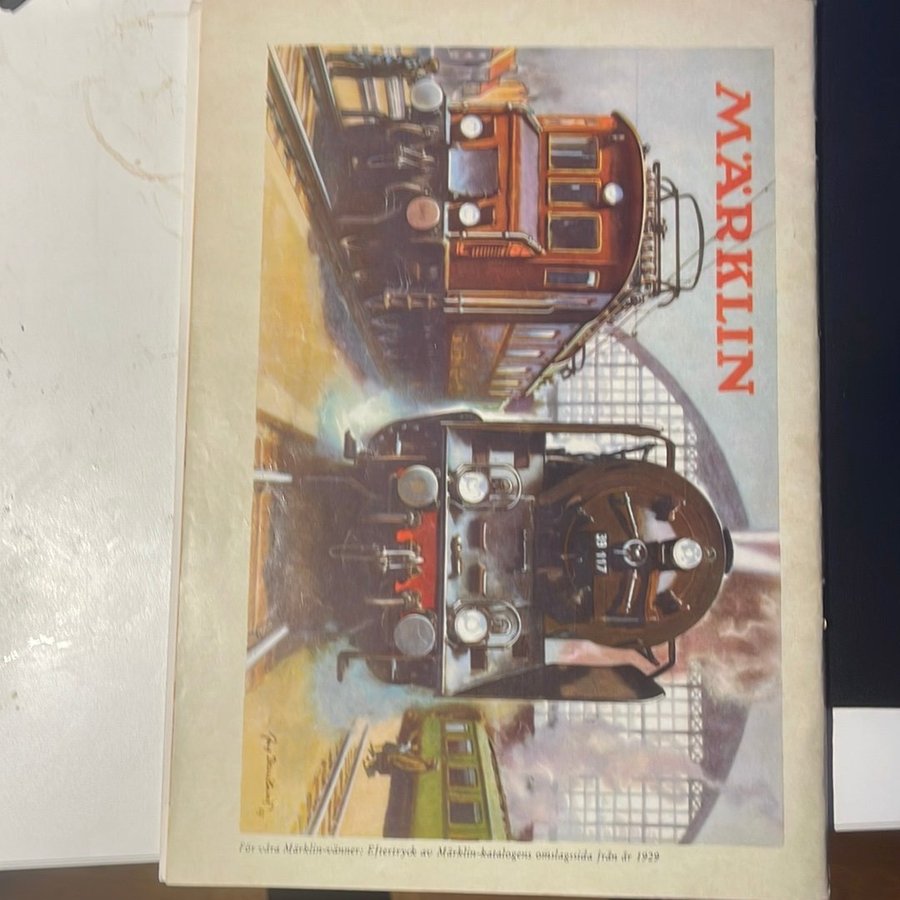 MÄRKLIN
39 117
För våra Märklin-vänner: Eftertryck av Märklin-katalogens omslagssida från år 1929